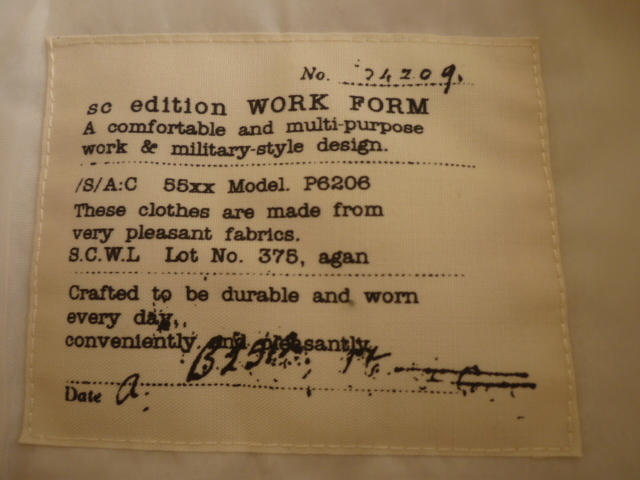 No. 24209.
sc edition WORK FORM
A comfortable and multi-purpose
work & military-style design.
/S/A:C 55xx Model. P6206
These clothes are made from
very pleasant fabrics.
S.C.W.L Lot No. 375, agan
Crafted to be durable and worn
every day,
conveniently and pleasantly
Date a.